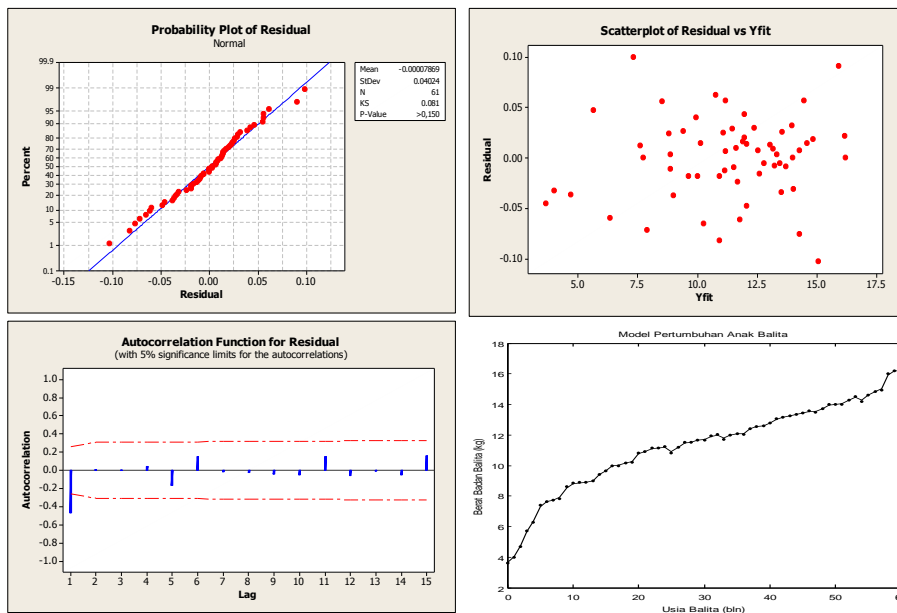 Probability Plot of Residual
Normal
99.9
99
95
90
80
70
60
50
40
30
20
10
5
1
0.1
Percent
-0.15
-0.10
-0.05
0.00
0.05
0.10
Residual
Mean -0.00007869
StDev 0.04024
N 61
KS 0.081
P-Value >0,150
Scatterplot of Residual vs Yfit
0.10
0.05
0.00
-0.05
-0.10
Residual
5.0
7.5
10.0
12.5
15.0
17.5
Yfit
Autocorrelation Function for Residual
(with 5% significance limits for the autocorrelations)
1.0
0.8
0.6
0.4
0.2
0.0
-0.2
-0.4
-0.6
-0.8
-1.0
Autocorrelation
1 2 3 4 5 6 7 8 9 10 11 12 13 14 15
Lag
Model Pertumbuhan Anak Balita
18
16
14
12
10
8
6
4
2
Berat Badan Balita (kg)
0 10 20 30 40 50 60
Usia Balita (bln)